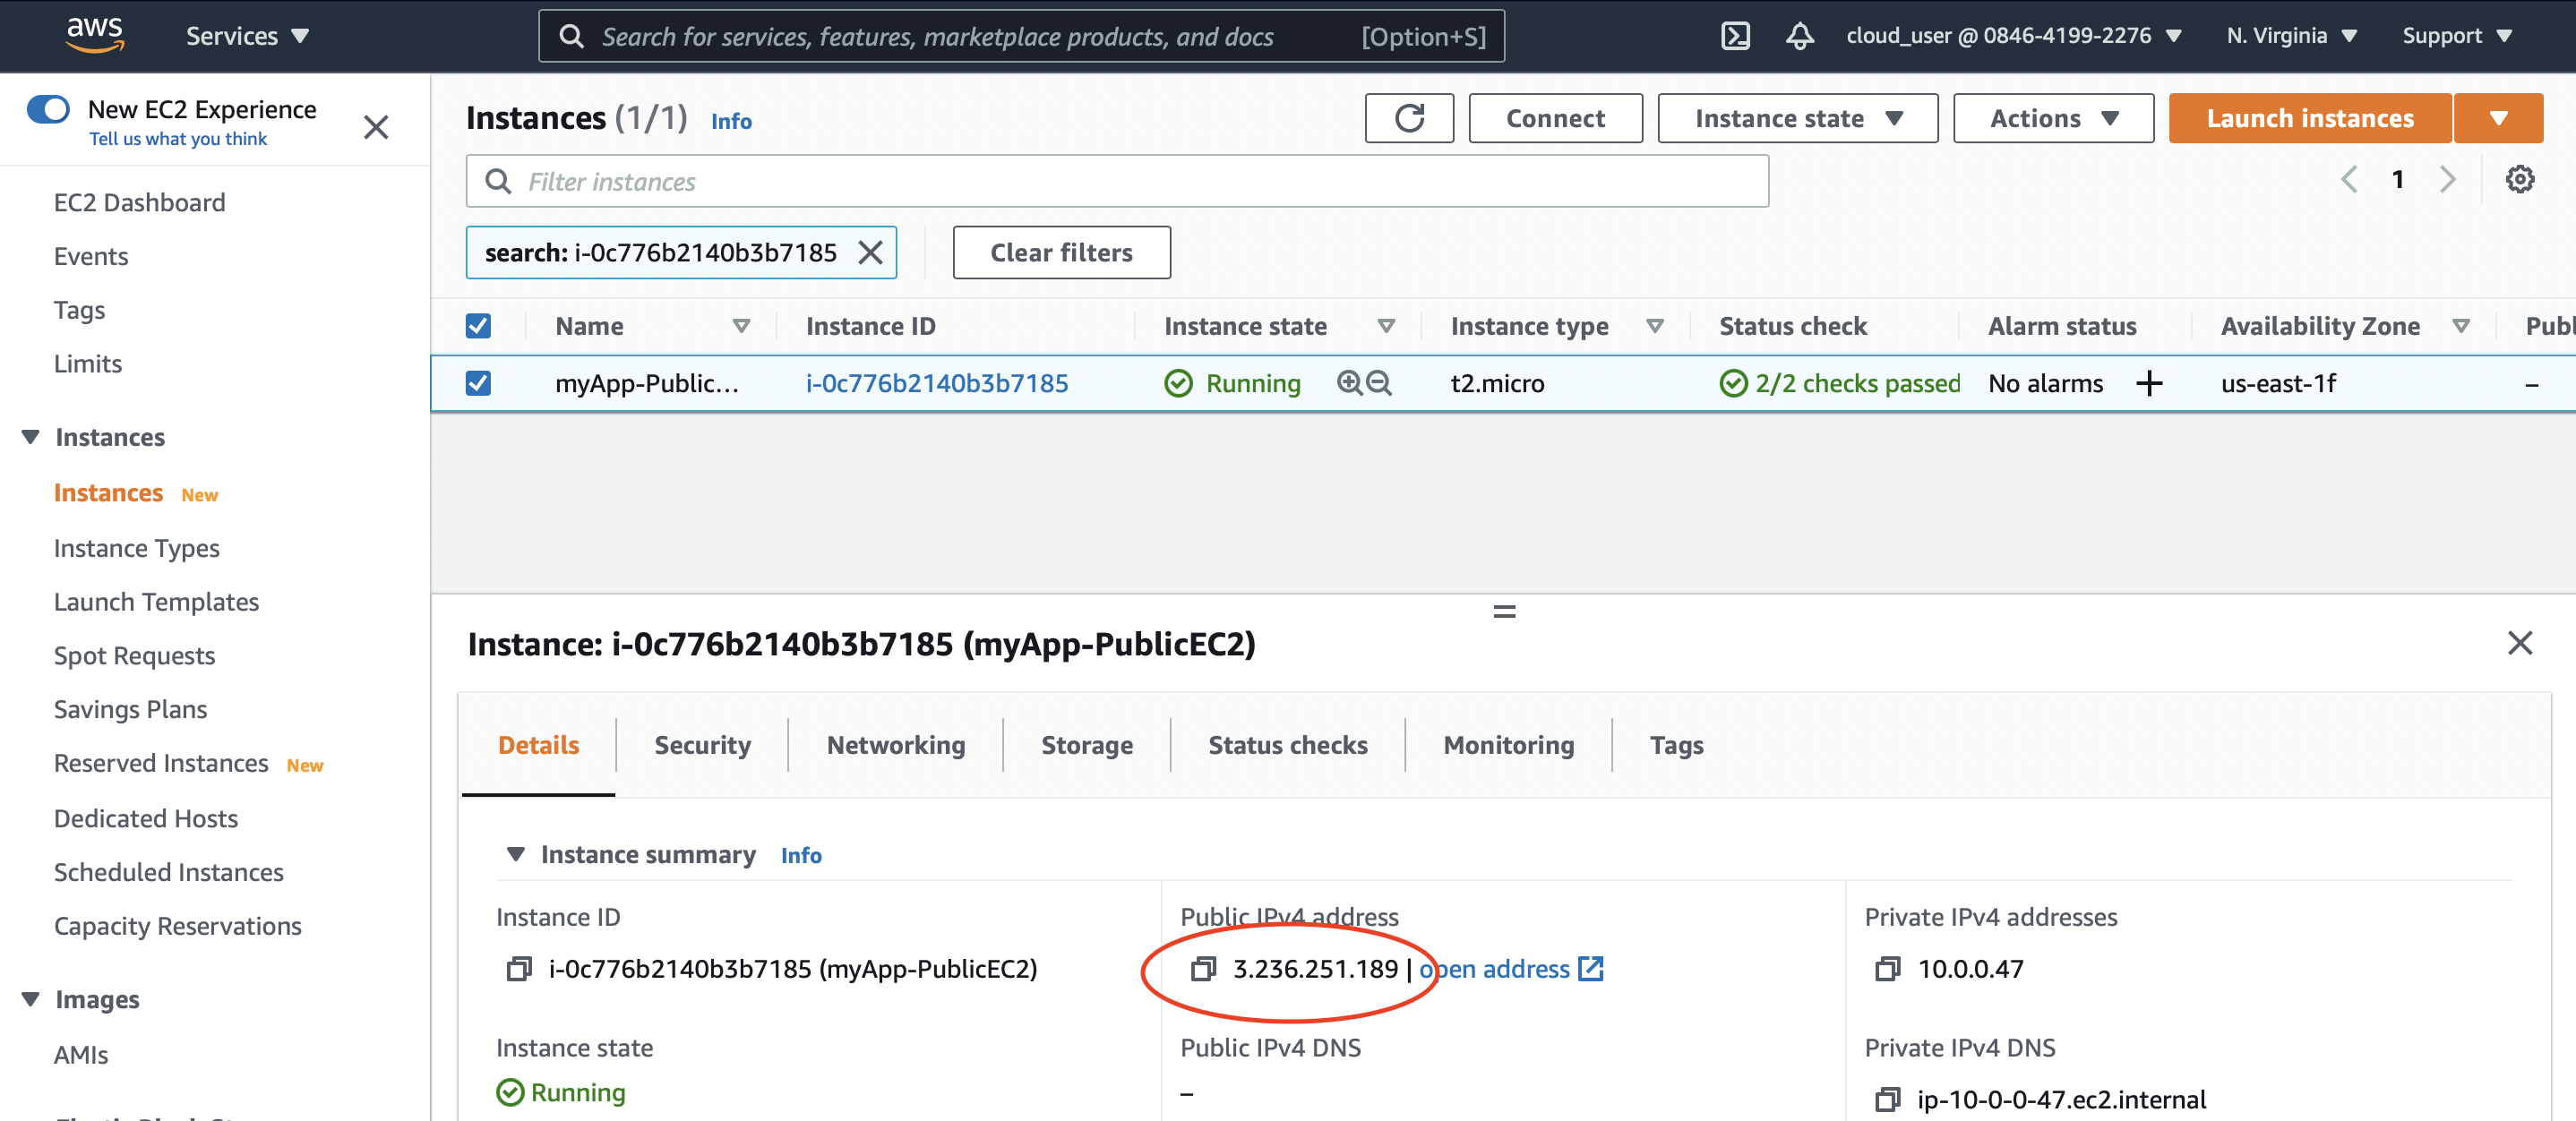 aws
Services
Search for services, features, marketplace products, and docs [Option+S]
cloud_user @ 0846-4199-2276
N. Virginia
Support
New EC2 Experience
Tell us what you think
EC2 Dashboard
Events
Tags
Limits
Instances
Instances New
Instance Types
Launch Templates
Spot Requests
Savings Plans
Reserved Instances New
Dedicated Hosts
Scheduled Instances
Capacity Reservations
Images
AMIs
Instances (1/1) Info
Connect
Instance state
Actions
Launch instances
Filter instances
1
search: i-0c776b2140b3b7185
Clear filters
Name Instance ID Instance state Instance type Status check Alarm status Availability Zone Publ
myApp-Public... i-0c776b2140b3b7185 Running t2.micro 2/2 checks passed No alarms + us-east-1f –
Instance: i-0c776b2140b3b7185 (myApp-PublicEC2)
Details Security Networking Storage Status checks Monitoring Tags
Instance summary Info
Instance ID
i-0c776b2140b3b7185 (myApp-PublicEC2)
Public IPv4 address
3.236.251.189 | open address
Private IPv4 addresses
10.0.0.47
Instance state
Running
Public IPv4 DNS
–
Private IPv4 DNS
ip-10-0-0-47.ec2.internal